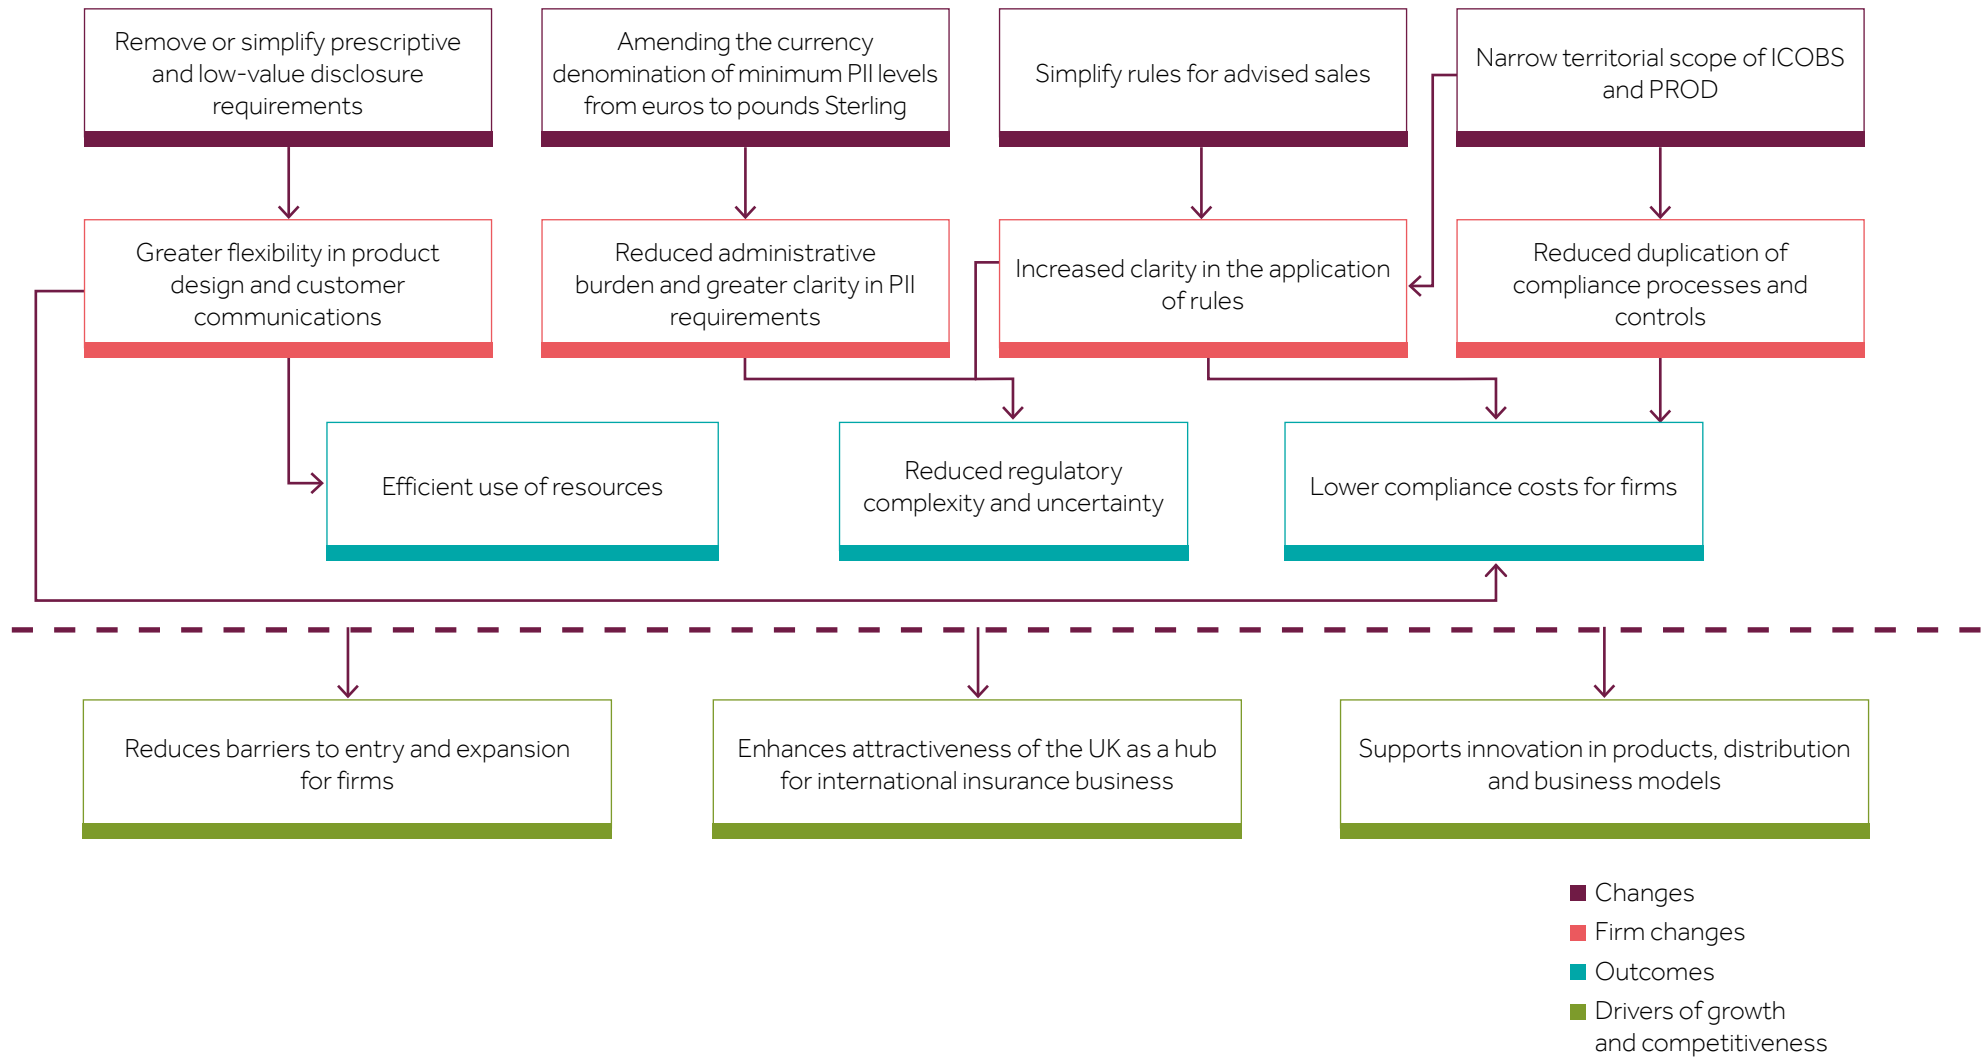 Remove or simplify prescriptive
and low-value disclosure
requirements
Amending the currency
denomination of minimum PII levels
from euros to pounds Sterling
Simplify rules for advised sales
Narrow territorial scope of ICOBS
and PROD
Greater flexibility in product
design and customer
communications
Reduced administrative
burden and greater clarity in PII
requirements
Increased clarity in the application
of rules
Reduced duplication of
compliance processes and
controls
Efficient use of resources
Reduced regulatory
complexity and uncertainty
Lower compliance costs for firms
Reduces barriers to entry and expansion
for firms
Enhances attractiveness of the UK as a hub
for international insurance business
Supports innovation in products, distribution
and business models
Changes
Firm changes
Outcomes
Drivers of growth
and competitiveness